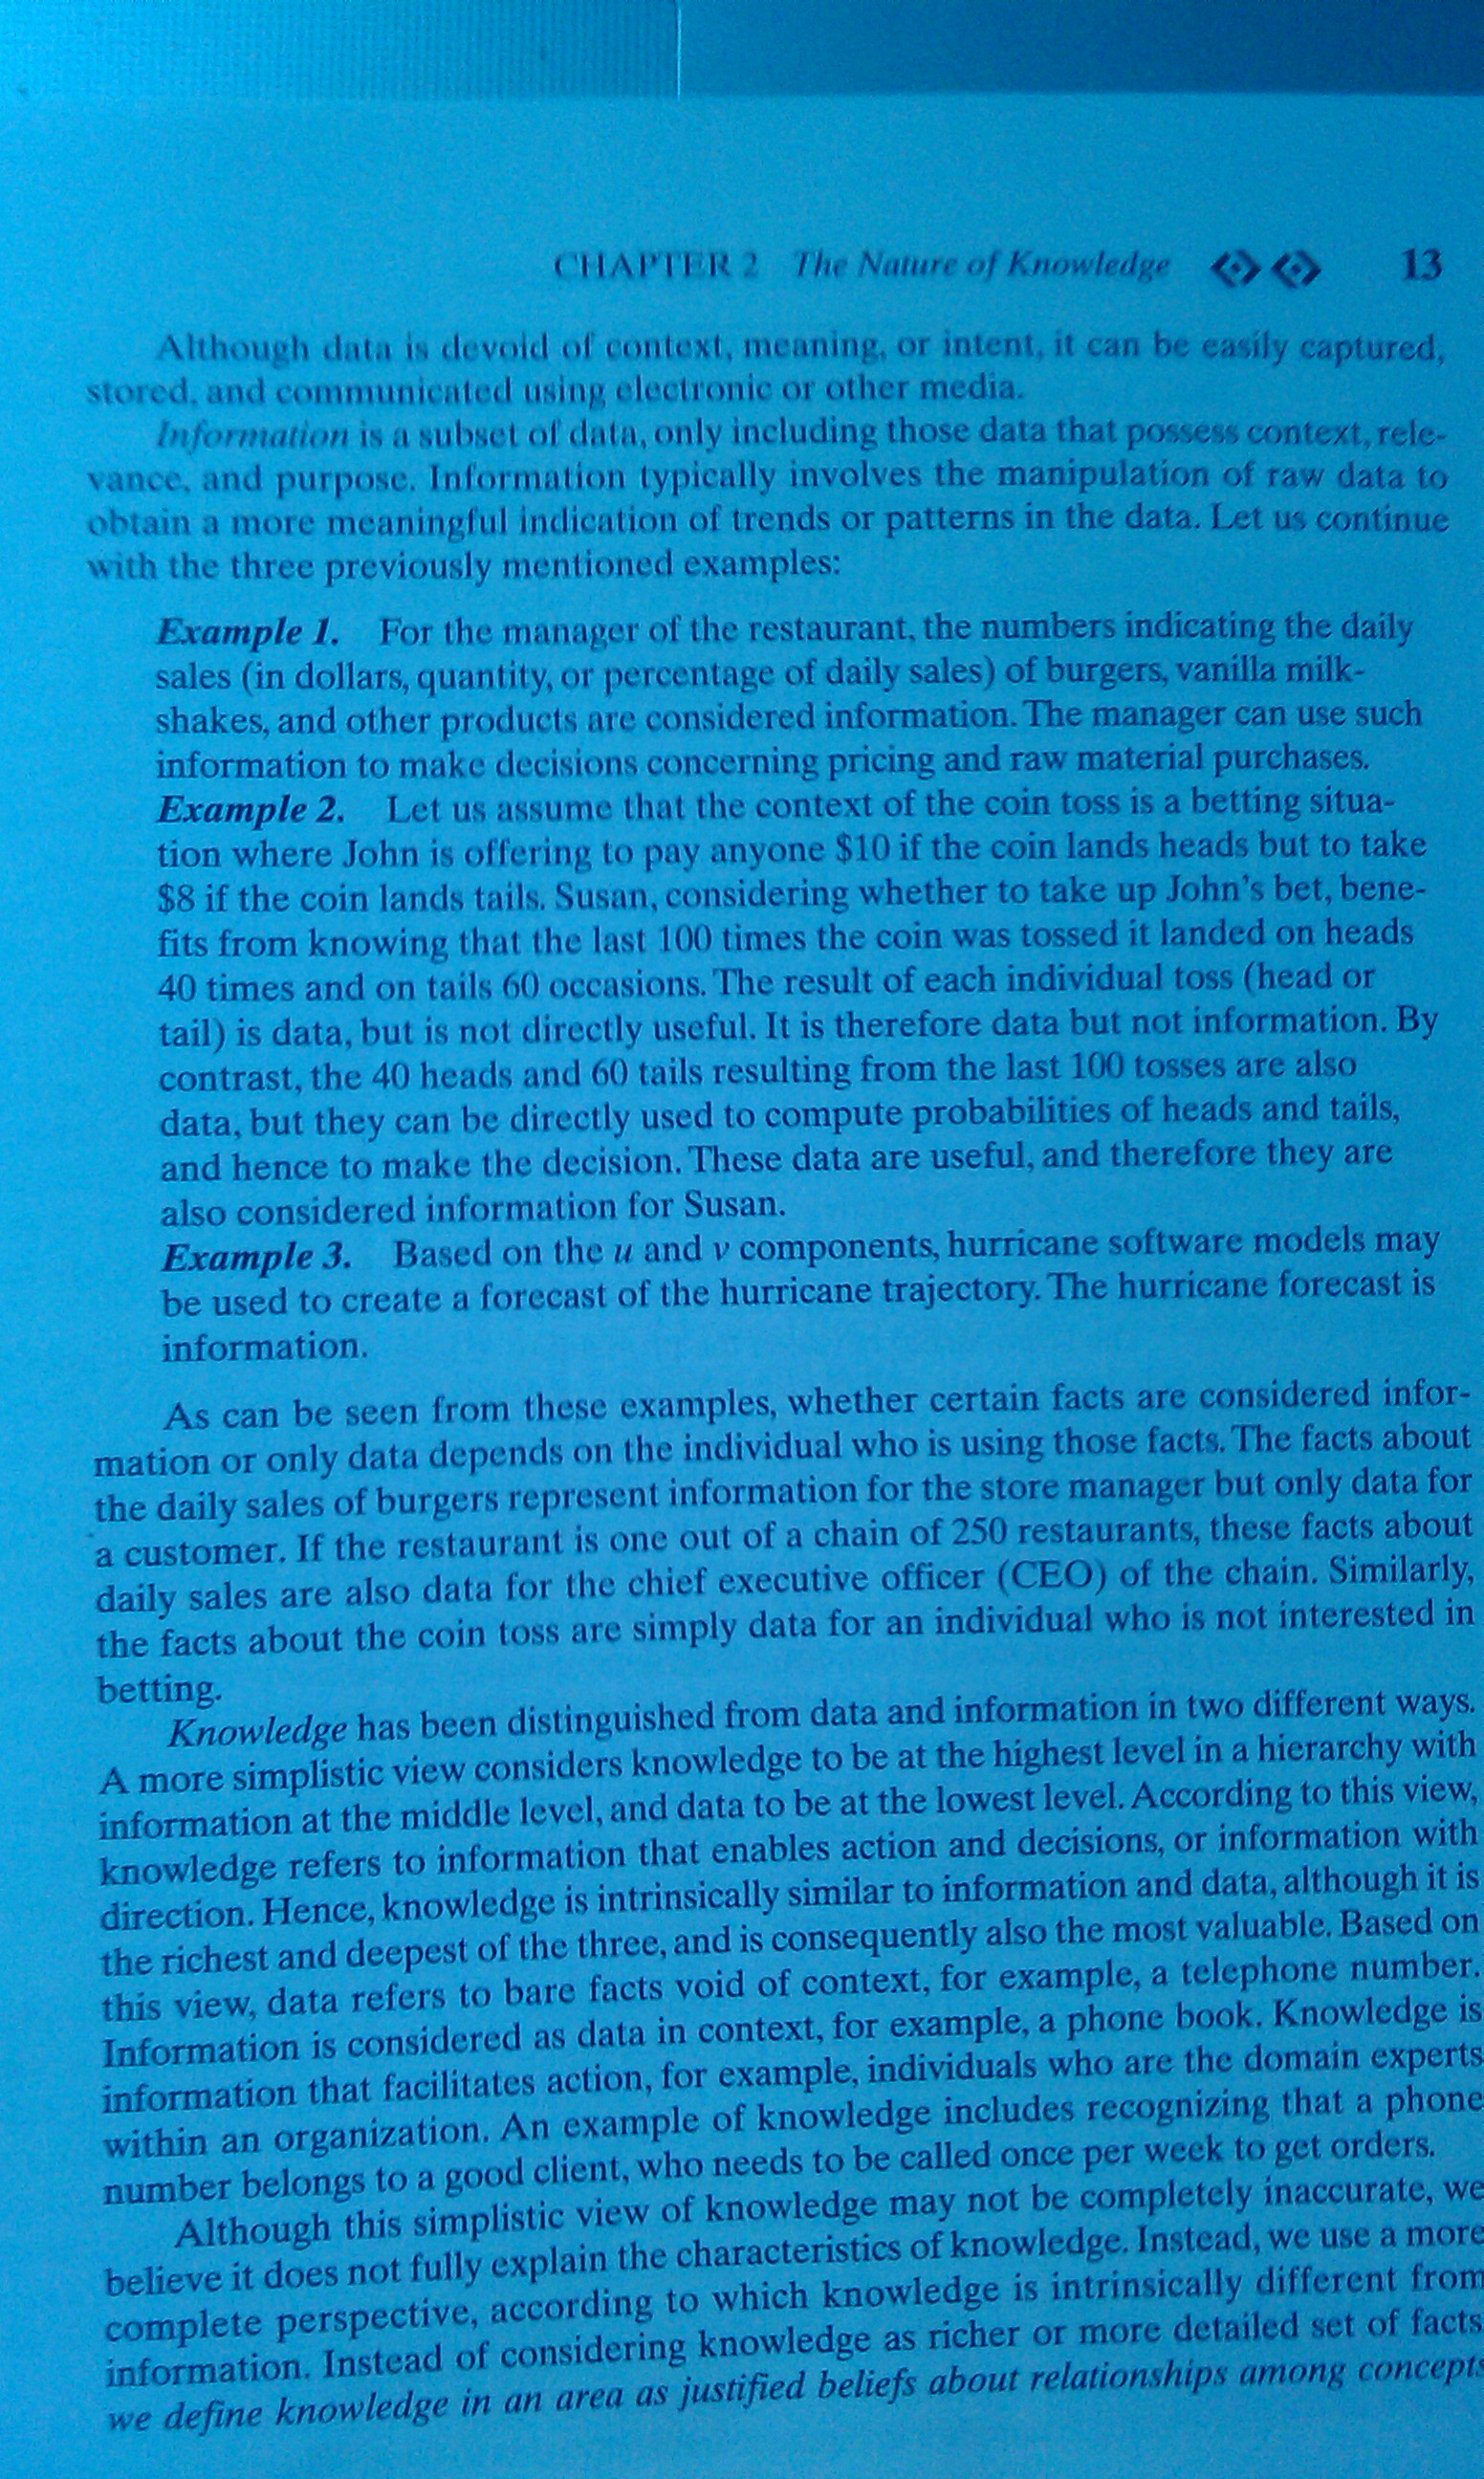 CHAPTER 2 The Nature of Knowledge 13
Although data is devoid of context, meaning, or intent, it can be easily captured,
stored, and communicated using electronic or other media.
Information is a subset of data, only including those data that possess context, rele-
vance, and purpose. Information typically involves the manipulation of raw data to
obtain a more meaningful indication of trends or patterns in the data. Let us continue
with the three previously mentioned examples:
Example 1. For the manager of the restaurant, the numbers indicating the daily
sales (in dollars, quantity, or percentage of daily sales) of burgers, vanilla milk-
shakes, and other products are considered information. The manager can use such
information to make decisions concerning pricing and raw material purchases.
Example 2. Let us assume that the context of the coin toss is a betting situa-
tion where John is offering to pay anyone $10 if the coin lands heads but to take
$8 if the coin lands tails. Susan, considering whether to take up John's bet, bene-
fits from knowing that the last 100 times the coin was tossed it landed on heads
40 times and on tails 60 occasions. The result of each individual toss (head or
tail) is data, but is not directly useful. It is therefore data but not information. By
contrast, the 40 heads and 60 tails resulting from the last 100 tosses are also
data, but they can be directly used to compute probabilities of heads and tails,
and hence to make the decision. These data are useful, and therefore they are
also considered information for Susan.
Example 3. Based on the u and v components, hurricane software models may
be used to create a forecast of the hurricane trajectory. The hurricane forecast is
information.
As can be seen from these examples, whether certain facts are considered infor-
mation or only data depends on the individual who is using those facts. The facts about
the daily sales of burgers represent information for the store manager but only data for
a customer. If the restaurant is one out of a chain of 250 restaurants, these facts about
daily sales are also data for the chief executive officer (CEO) of the chain. Similarly,
the facts about the coin toss are simply data for an individual who is not interested in
betting.
Knowledge has been distinguished from data and information in two different ways.
A more simplistic view considers knowledge to be at the highest level in a hierarchy with
information at the middle level, and data to be at the lowest level. According to this view,
knowledge refers to information that enables action and decisions, or information with
direction. Hence, knowledge is intrinsically similar to information and data, although it is
the richest and deepest of the three, and is consequently also the most valuable. Based on
this view, data refers to bare facts void of context, for example, a telephone number.
Information is considered as data in context, for example, a phone book. Knowledge is
information that facilitates action, for example, individuals who are the domain experts
within an organization. An example of knowledge includes recognizing that a phone
number belongs to a good client, who needs to be called once per week to get orders.
Although this simplistic view of knowledge may not be completely inaccurate, we
believe it does not fully explain the characteristics of knowledge. Instead, we use a more
complete perspective, according to which knowledge is intrinsically different from
information. Instead of considering knowledge as richer or more detailed set of facts
we define knowledge in an area as justified beliefs about relationships among concepts